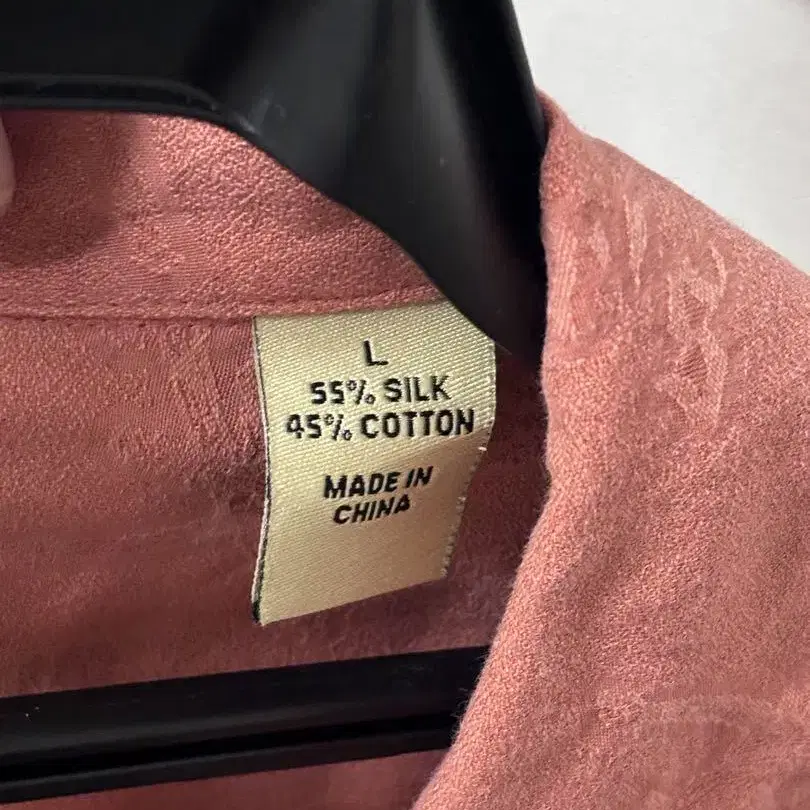 L
55% SILK
45% COTTON
MADE IN
CHINA